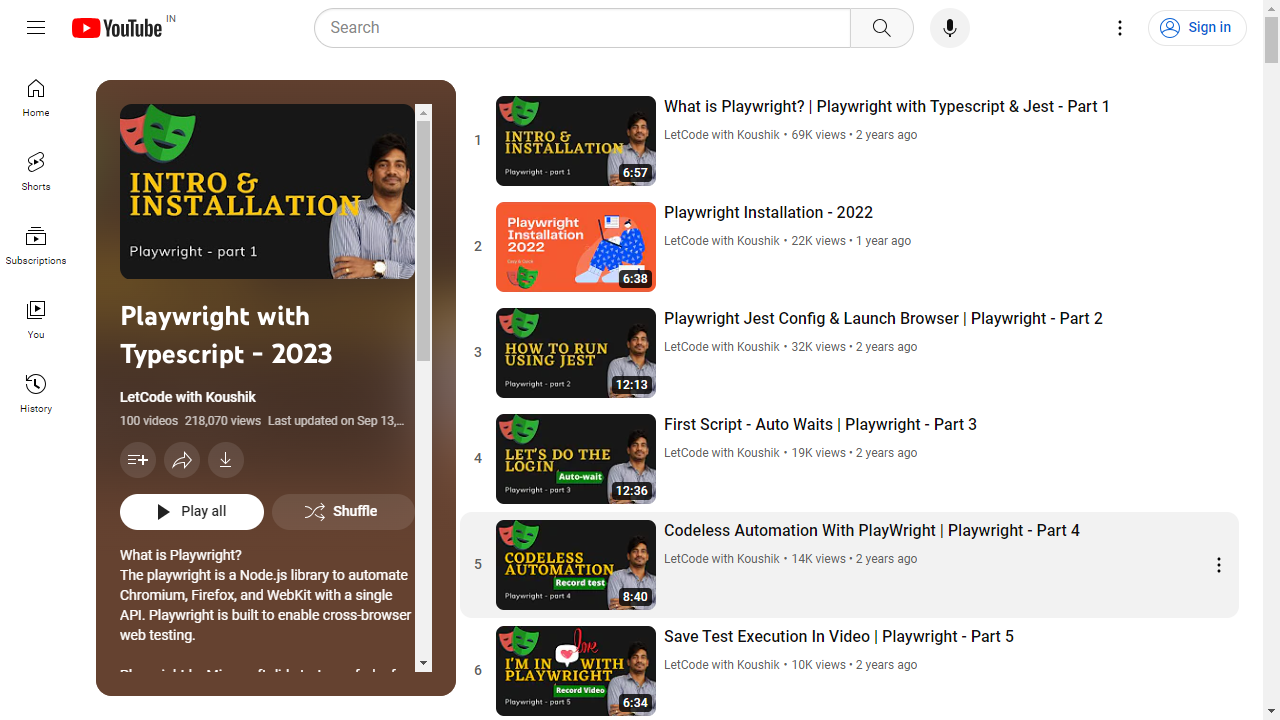 YouTube IN
Search
Sign in
Home
Shorts
Subscriptions
You
History
INTRO &
INSTALLATION
Playwright - part 1
Playwright with
Typescript - 2023
LetCode with Koushik
100 videos 218,070 views Last updated on Sep 13,...
Play all
Shuffle
What is Playwright?
The playwright is a Node.js library to automate
Chromium, Firefox, and WebKit with a single
API. Playwright is built to enable cross-browser
web testing.
1
INTRO &
INSTALLATION
Playwright - part 1
6:57
What is Playwright? | Playwright with Typescript & Jest - Part 1
LetCode with Koushik • 69K views • 2 years ago
2
Playwright
Installation
2022
6:38
Playwright Installation - 2022
LetCode with Koushik • 22K views • 1 year ago
3
HOW TO RUN
USING JEST
Playwright - part 2
12:13
Playwright Jest Config & Launch Browser | Playwright - Part 2
LetCode with Koushik • 32K views • 2 years ago
4
LET'S DO THE
LOGIN
Auto-wait
Playwright - part 3
12:36
First Script - Auto Waits | Playwright - Part 3
LetCode with Koushik • 19K views • 2 years ago
5
CODELESS
AUTOMATION
Record test
Playwright - part 4
8:40
Codeless Automation With PlayWright | Playwright - Part 4
LetCode with Koushik • 14K views • 2 years ago
6
love
I'M IN WITH
PLAYWRIGHT
Record Video
Playwright - part 5
6:34
Save Test Execution In Video | Playwright - Part 5
LetCode with Koushik • 10K views • 2 years ago